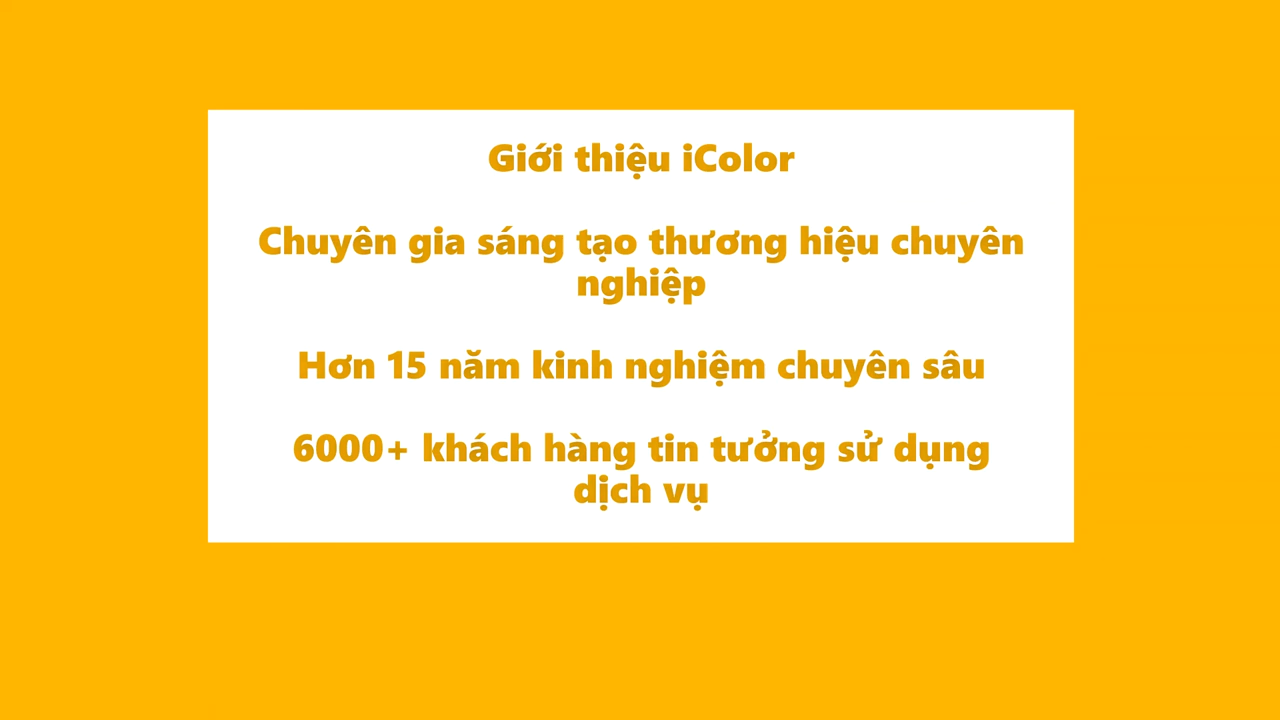 Giới thiệu iColor
Chuyên gia sáng tạo thương hiệu chuyên
nghiệp
Hơn 15 năm kinh nghiệm chuyên sâu
6000+ khách hàng tin tưởng sử dụng
dịch vụ